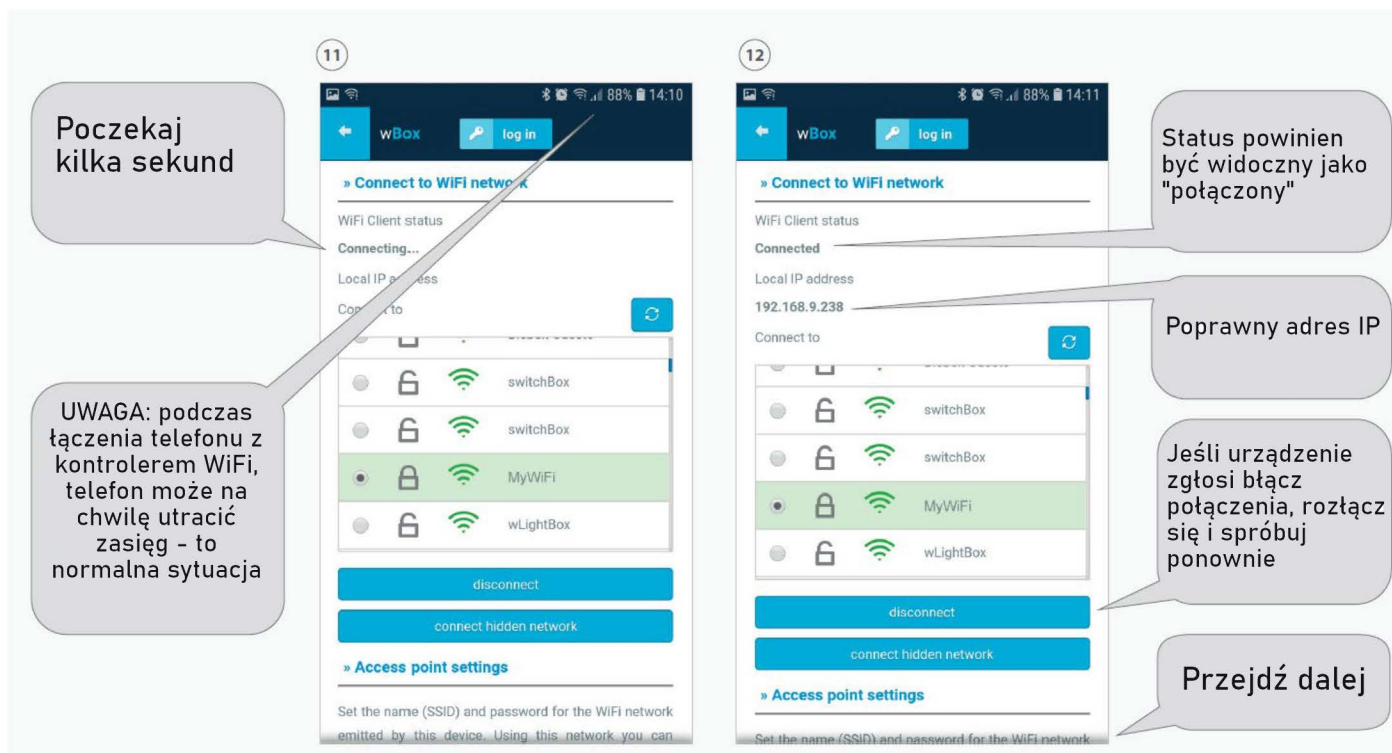 11
88% 14:10
wBox
log in
» Connect to WiFi network
WiFi Client status
Connecting...
Local IP address
Connect to
switchBox
switchBox
MyWiFi
wLightBox
disconnect
connect hidden network
» Access point settings
Set the name (SSID) and password for the WiFi network
emitted by this device. Using this network you can
Poczekaj
kilka sekund
UWAGA: podczas
łączenia telefonu z
kontrolerem WiFi,
telefon może na
chwilę utracić
zasięg - to
normalna sytuacja
12
88% 14:11
wBox
log in
» Connect to WiFi network
WiFi Client status
Connected
Local IP address
192.168.9.238
Connect to
switchBox
switchBox
MyWiFi
wLightBox
disconnect
connect hidden network
» Access point settings
Set the name (SSID) and password for the WiFi network
Status powinien
być widoczny jako
"połączony"
Poprawny adres IP
Jeśli urządzenie
zgłosi błącz
połączenia, rozłącz
się i spróbuj
ponownie
Przejdź dalej